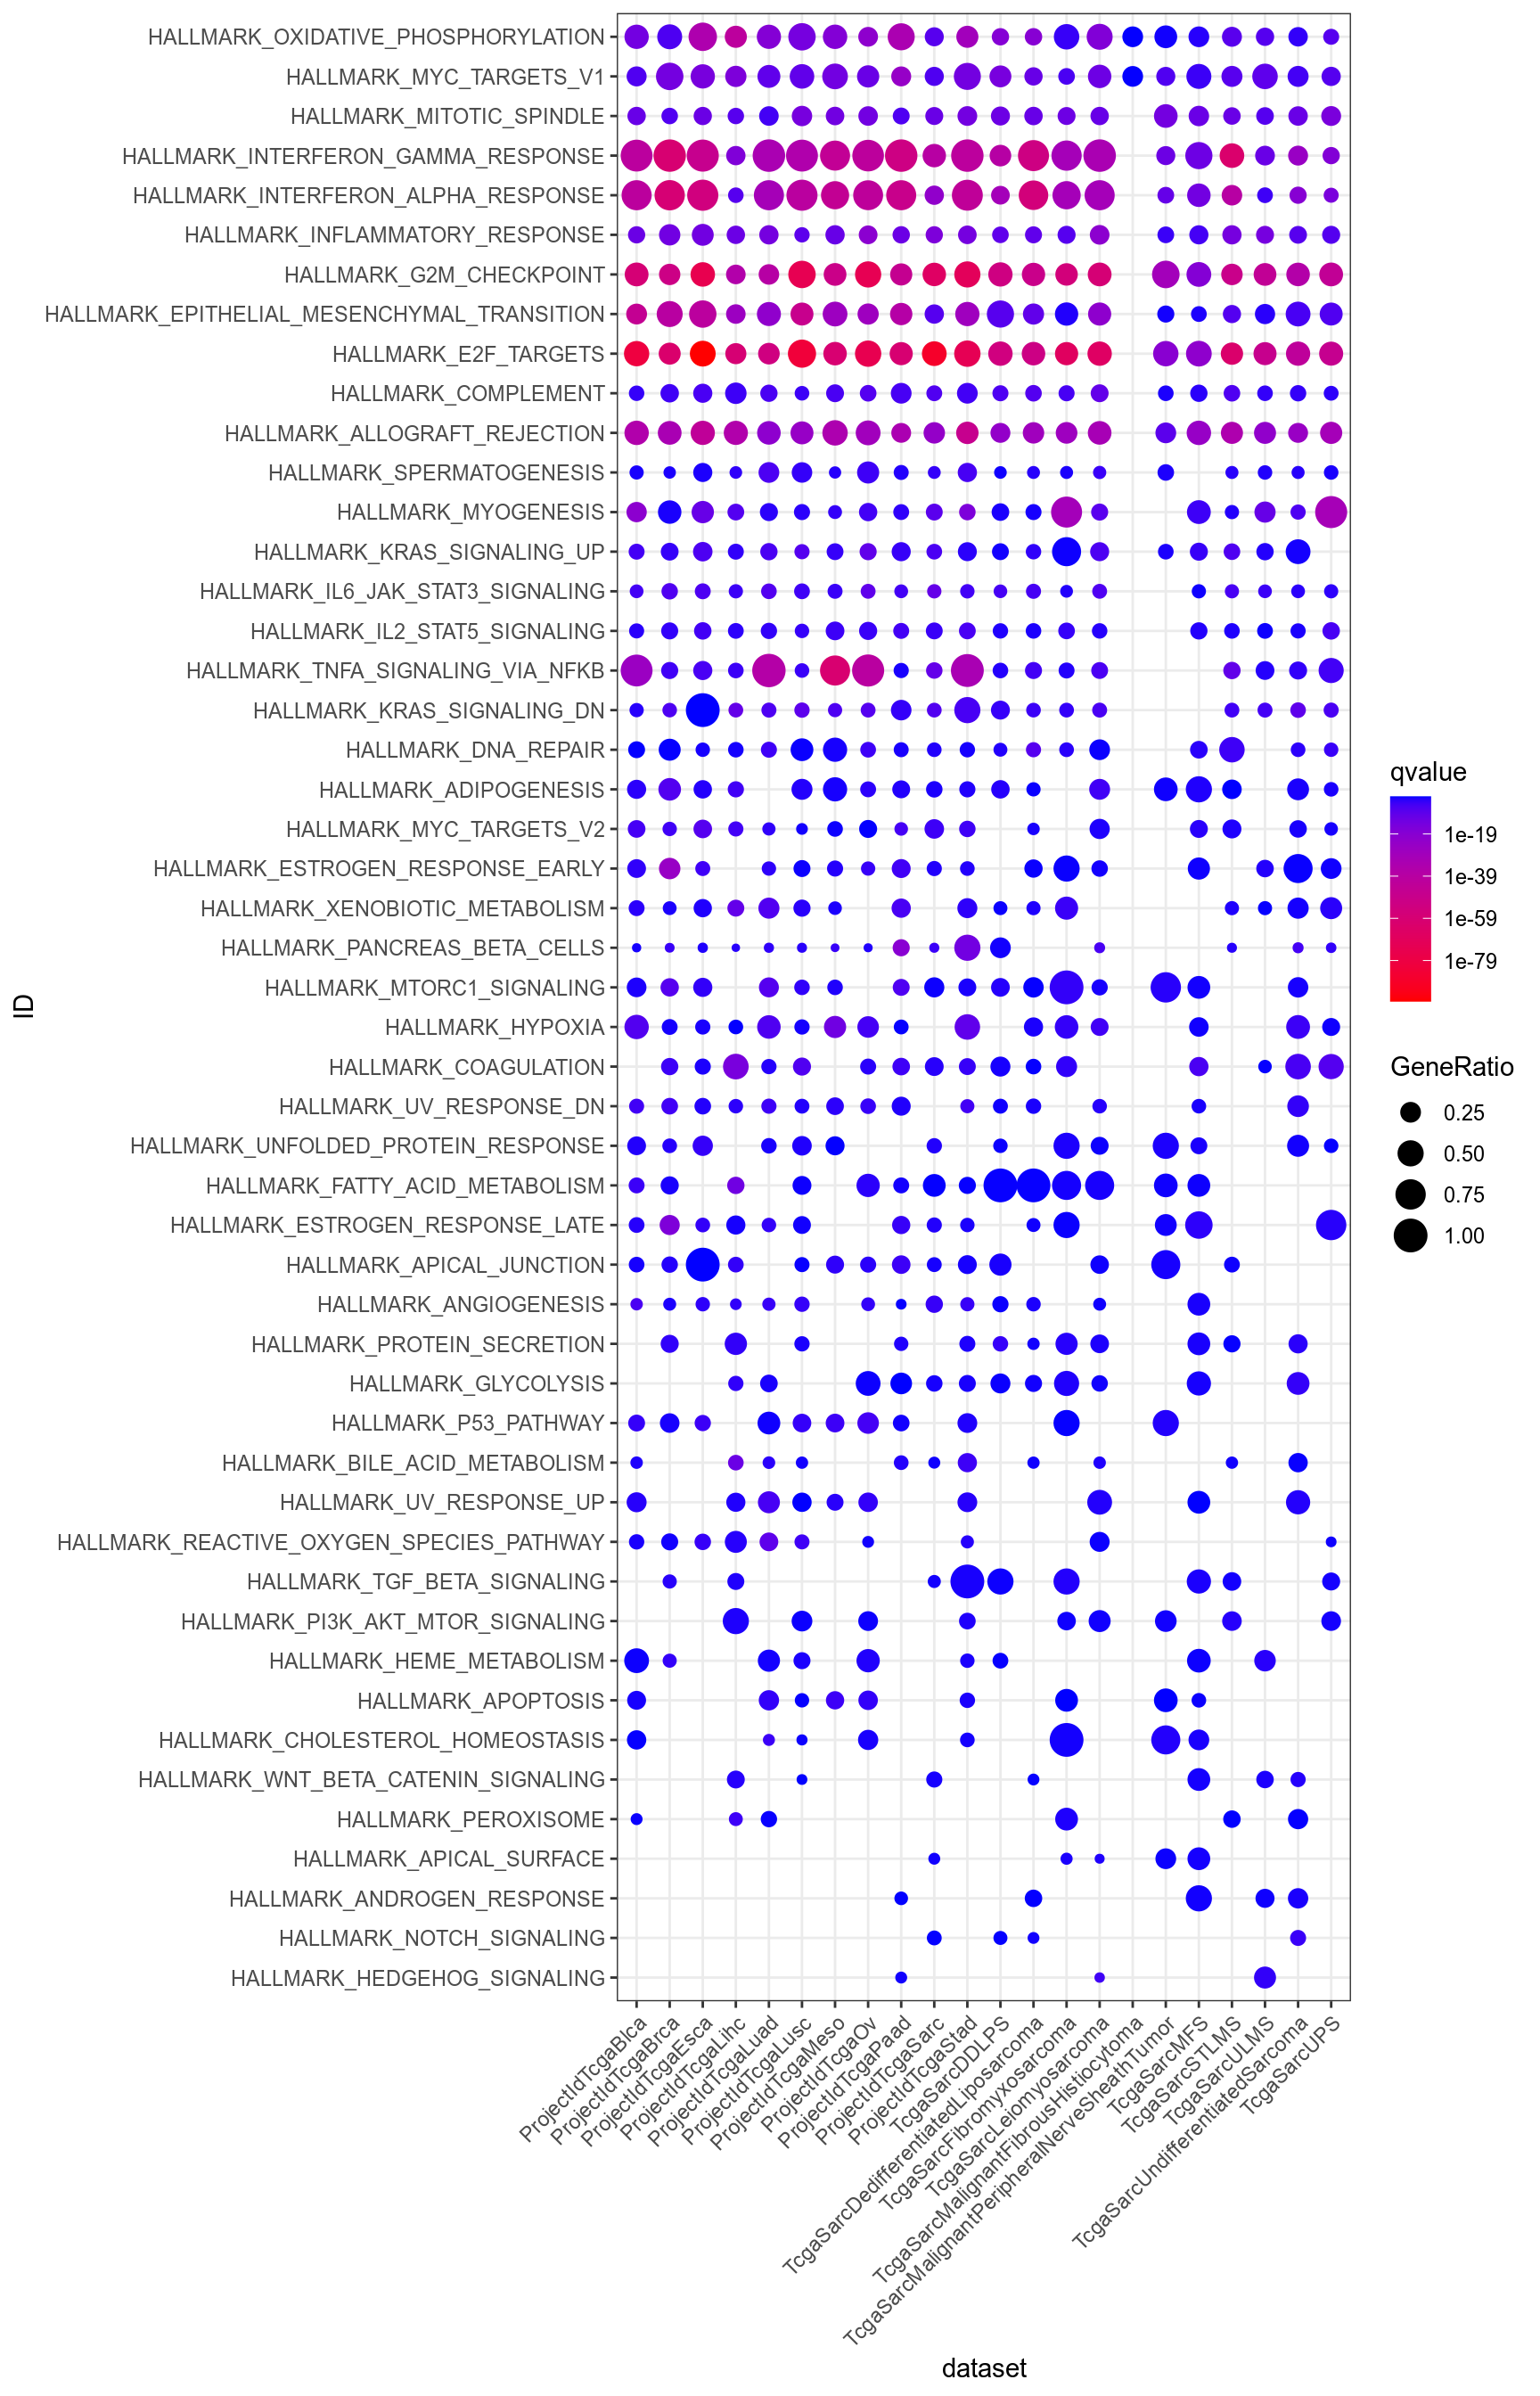 HALLMARK_OXIDATIVE_PHOSPHORYLATION
HALLMARK_MYC_TARGETS_V1
HALLMARK_MITOTIC_SPINDLE
HALLMARK_INTERFERON_GAMMA_RESPONSE
HALLMARK_INTERFERON_ALPHA_RESPONSE
HALLMARK_INFLAMMATORY_RESPONSE
HALLMARK_G2M_CHECKPOINT
HALLMARK_EPITHELIAL_MESENCHYMAL_TRANSITION
HALLMARK_E2F_TARGETS
HALLMARK_COMPLEMENT
HALLMARK_ALLOGRAFT_REJECTION
HALLMARK_SPERMATOGENESIS
HALLMARK_MYOGENESIS
HALLMARK_KRAS_SIGNALING_UP
HALLMARK_IL6_JAK_STAT3_SIGNALING
HALLMARK_IL2_STAT5_SIGNALING
HALLMARK_TNFA_SIGNALING_VIA_NFKB
HALLMARK_KRAS_SIGNALING_DN
HALLMARK_DNA_REPAIR
HALLMARK_ADIPOGENESIS
HALLMARK_MYC_TARGETS_V2
HALLMARK_ESTROGEN_RESPONSE_EARLY
HALLMARK_XENOBIOTIC_METABOLISM
HALLMARK_PANCREAS_BETA_CELLS
HALLMARK_MTORC1_SIGNALING
HALLMARK_HYPOXIA
HALLMARK_COAGULATION
HALLMARK_UV_RESPONSE_DN
HALLMARK_UNFOLDED_PROTEIN_RESPONSE
HALLMARK_FATTY_ACID_METABOLISM
HALLMARK_ESTROGEN_RESPONSE_LATE
HALLMARK_APICAL_JUNCTION
HALLMARK_ANGIOGENESIS
HALLMARK_PROTEIN_SECRETION
HALLMARK_GLYCOLYSIS
HALLMARK_P53_PATHWAY
HALLMARK_BILE_ACID_METABOLISM
HALLMARK_UV_RESPONSE_UP
HALLMARK_REACTIVE_OXYGEN_SPECIES_PATHWAY
HALLMARK_TGF_BETA_SIGNALING
HALLMARK_PI3K_AKT_MTOR_SIGNALING
HALLMARK_HEME_METABOLISM
HALLMARK_APOPTOSIS
HALLMARK_CHOLESTEROL_HOMEOSTASIS
HALLMARK_WNT_BETA_CATENIN_SIGNALING
HALLMARK_PEROXISOME
HALLMARK_APICAL_SURFACE
HALLMARK_ANDROGEN_RESPONSE
HALLMARK_NOTCH_SIGNALING
HALLMARK_HEDGEHOG_SIGNALING
ID
ProjectIdTcgaBlca
ProjectIdTcgaBrca
ProjectIdTcgaEsca
ProjectIdTcgaLihc
ProjectIdTcgaLuad
ProjectIdTcgaLusc
ProjectIdTcgaMeso
ProjectIdTcgaOv
ProjectIdTcgaPaad
ProjectIdTcgaSarc
ProjectIdTcgaStad
TcgaSarcDDLPS
TcgaSarcDedifferentiatedLiposarcoma
TcgaSarcFibromyxosarcoma
TcgaSarcLeiomyosarcoma
TcgaSarcMalignantFibrousHistiocytoma
TcgaSarcMalignantPeripheralNerveSheathTumor
TcgaSarcMFS
TcgaSarcSTLMS
TcgaSarcULMS
TcgaSarcUndifferentiatedSarcoma
TcgaSarcUPS
dataset
qvalue
1e-19
1e-39
1e-59
1e-79
GeneRatio
0.25
0.50
0.75
1.00